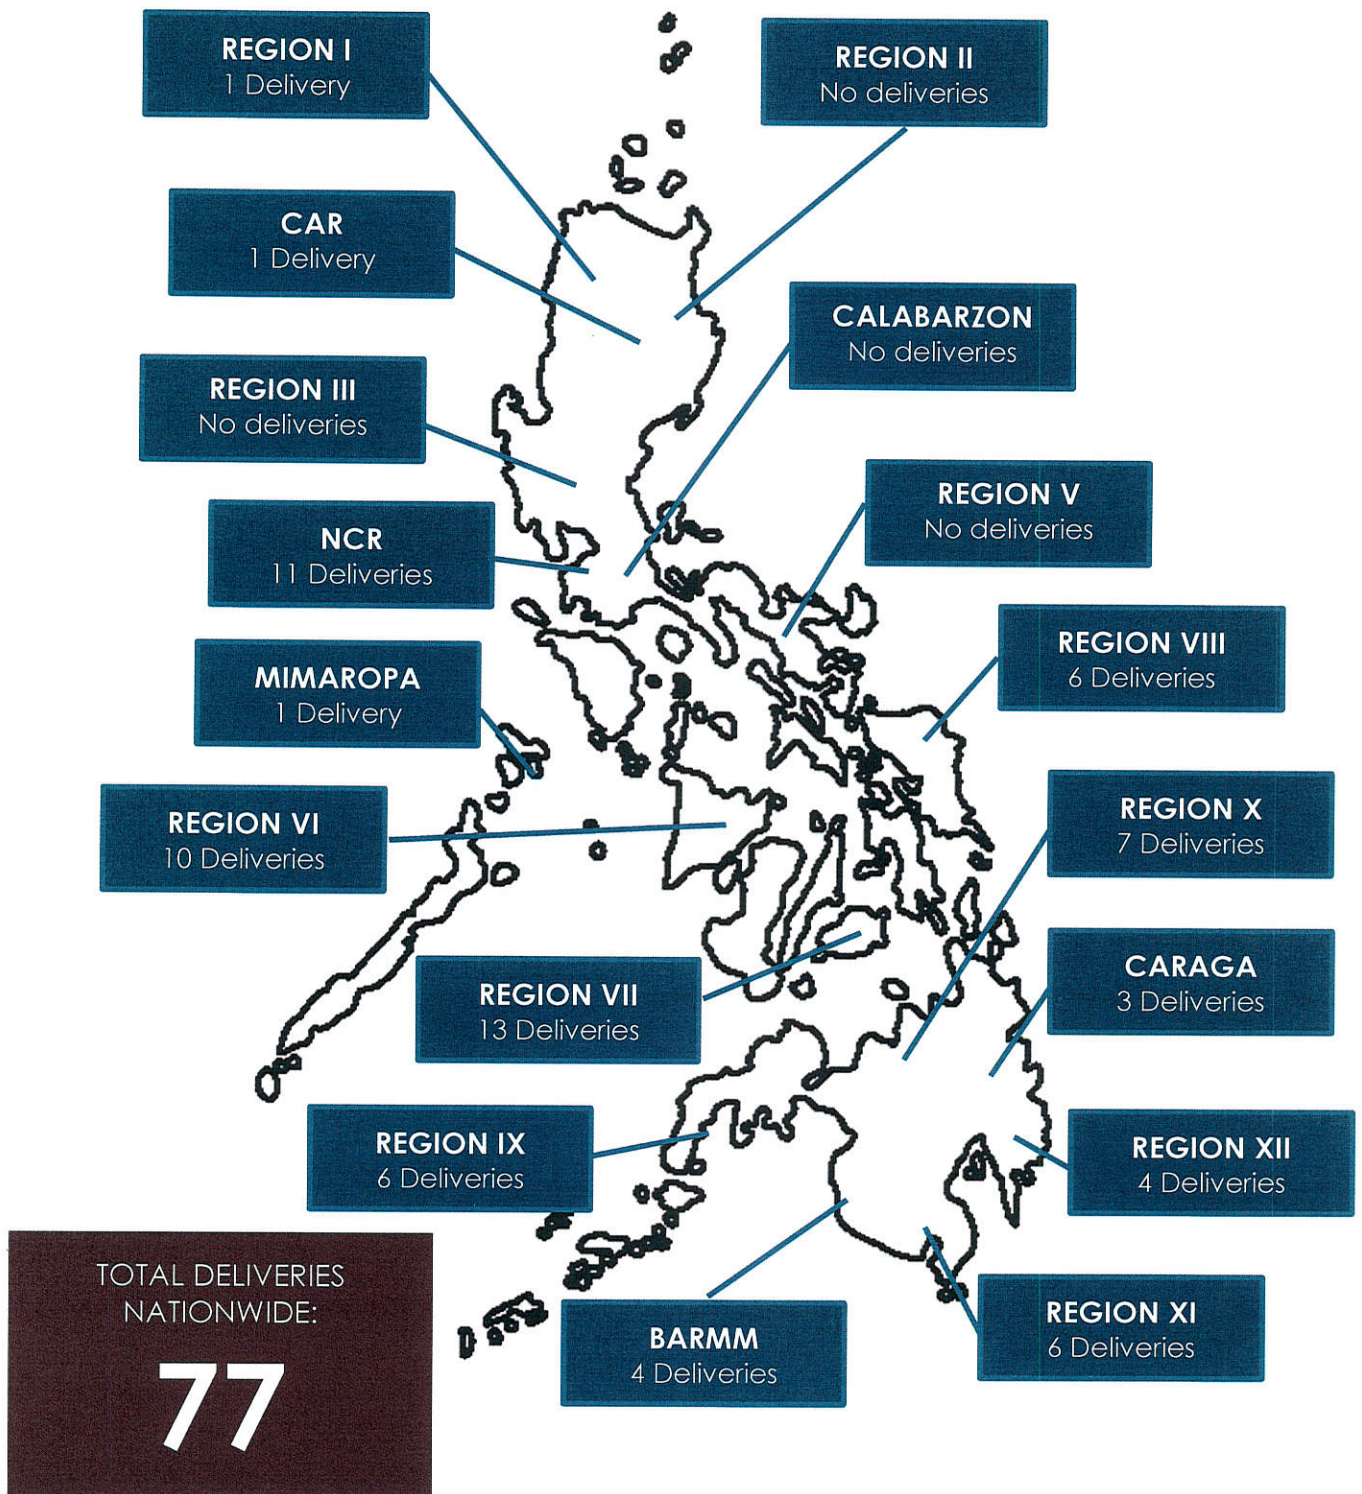 REGION I
1 Delivery
REGION II
No deliveries
CAR
1 Delivery
CALABARZON
No deliveries
REGION III
No deliveries
REGION V
No deliveries
NCR
11 Deliveries
REGION VIII
6 Deliveries
MIMAROPA
1 Delivery
REGION X
7 Deliveries
REGION VI
10 Deliveries
CARAGA
3 Deliveries
REGION VII
13 Deliveries
REGION IX
6 Deliveries
REGION XII
4 Deliveries
TOTAL DELIVERIES
NATIONWIDE:
77
REGION XI
6 Deliveries
BARMM
4 Deliveries